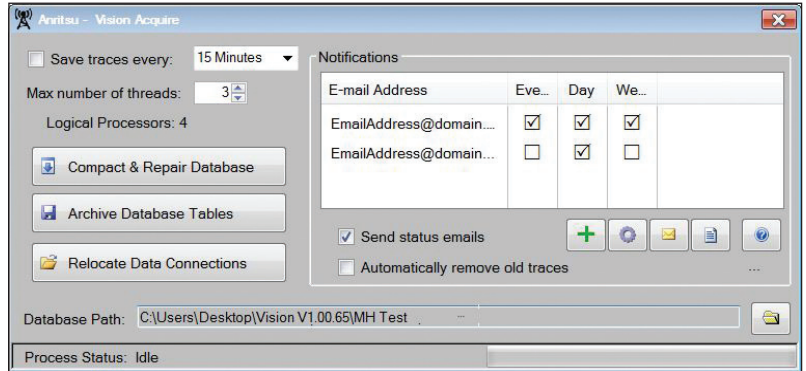 Anritsu - Vision Acquire
Save traces every: 15 Minutes
Max number of threads: 3
Logical Processors: 4
Compact & Repair Database
Archive Database Tables
Relocate Data Connections
Notifications
E-mail Address Eve... Day We...
EmailAddress@domain....
EmailAddress@domain...
Send status emails
Automatically remove old traces ...
Database Path: C:\Users\Desktop\Vision V1.00.65\MH Test
Process Status: Idle